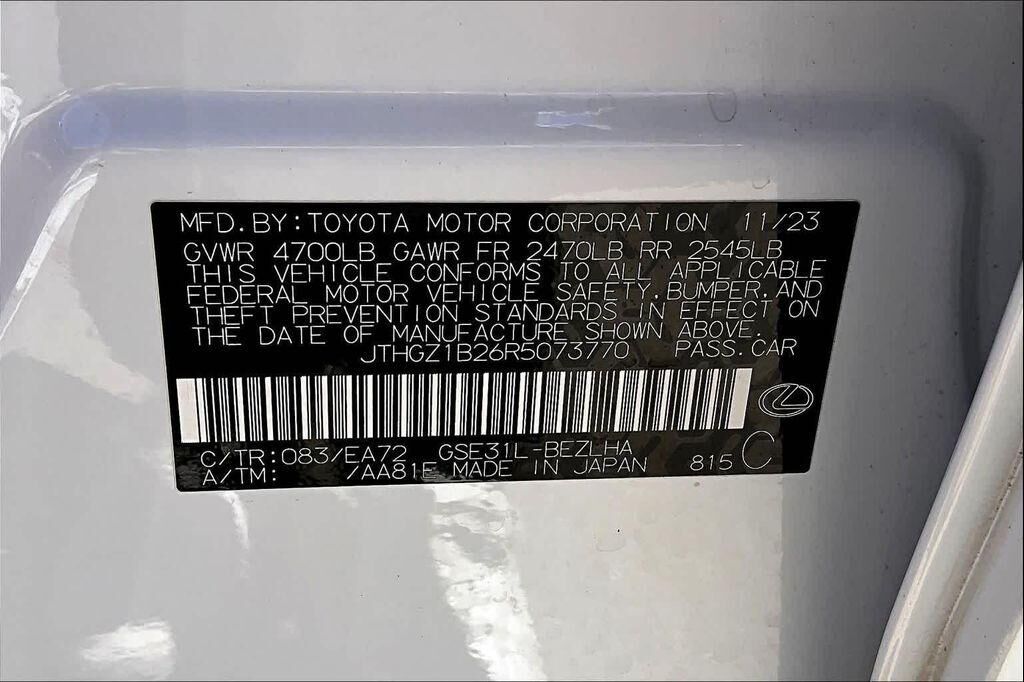 MFD. BY: TOYOTA MOTOR CORPORATION 11/23
GVWR 4700LB GAWR FR 2470LB RR 2545LB
THIS VEHICLE CONFORMS TO ALL APPLICABLE
FEDERAL MOTOR VEHICLE SAFETY, BUMPER, AND
THEFT PREVENTION STANDARDS IN EFFECT ON
THE DATE OF MANUFACTURE SHOWN ABOVE.
JTHGZ1B26R5073770 PASS. CAR
C/TR: 083/EA72 GSE31L-BEZLHA
A/TM: /AA81E MADE IN JAPAN 815 C